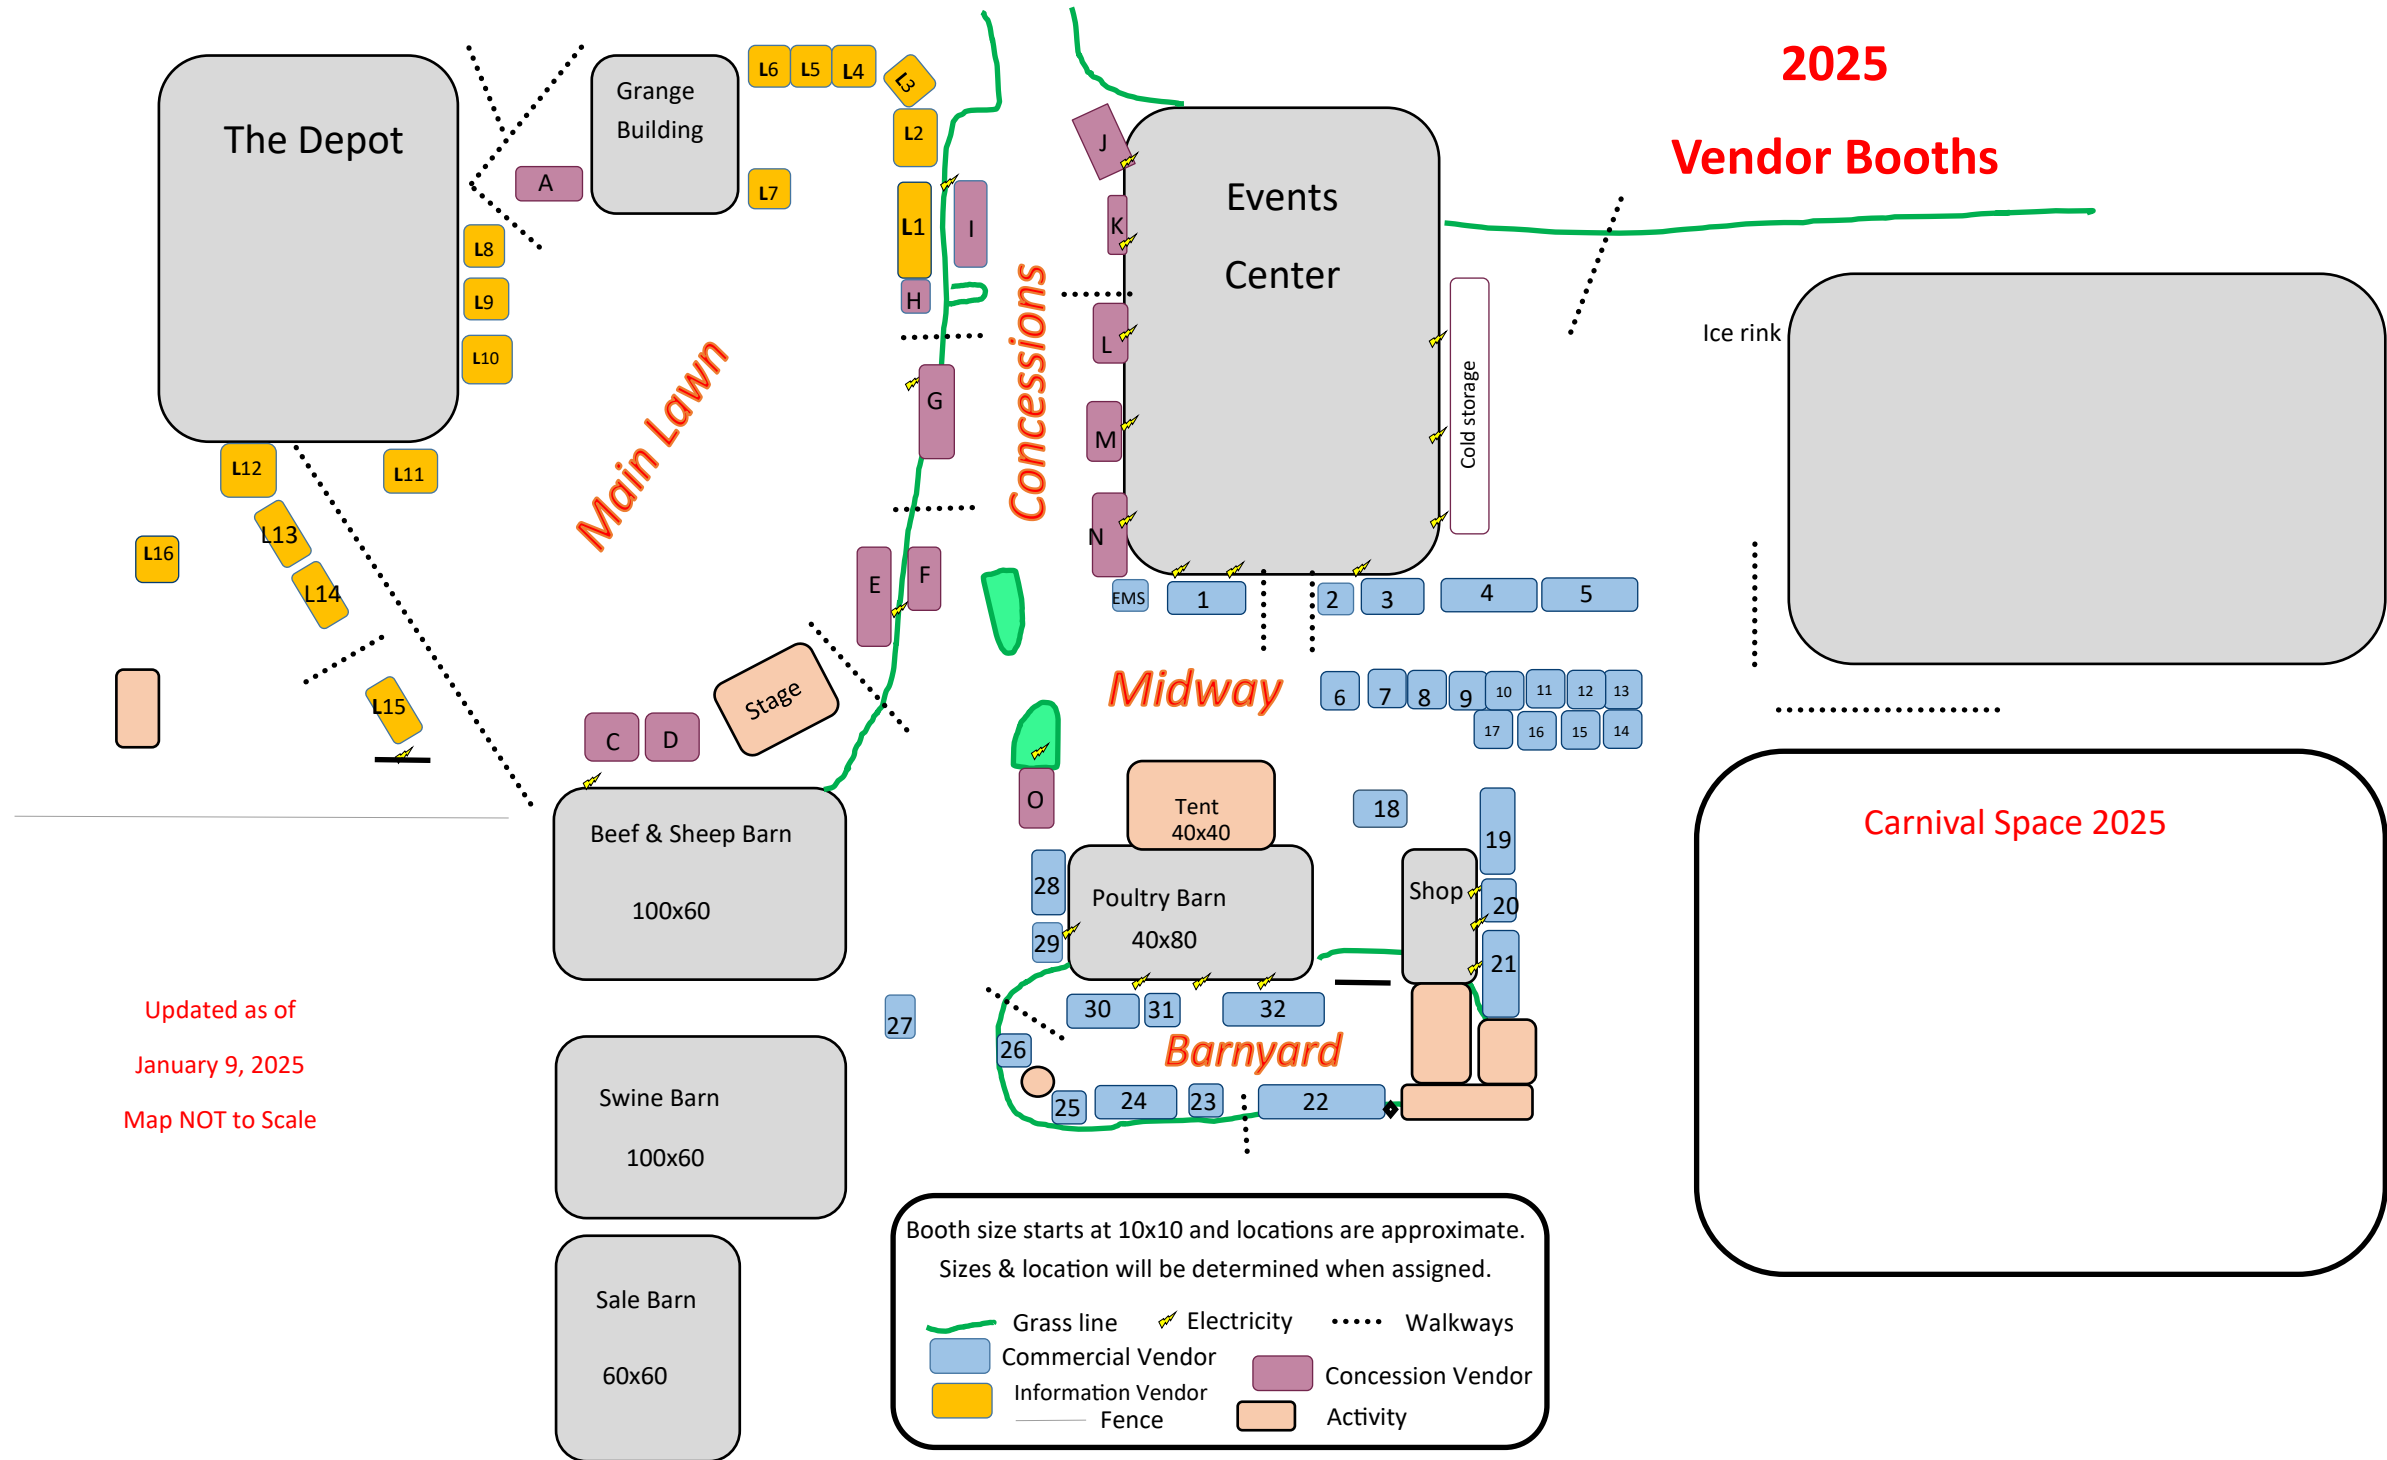 2025
Vendor Booths
The Depot
Grange
Building
L6
L5
L4
L3
L2
L7
A
L8
L9
L10
L1
I
H
J
K
Events
Center
L
M
N
Concessions
Main Lawn
G
Cold storage
Ice rink
L12
L11
L13
L16
L14
L15
E
F
EMS
1
2
3
4
5
Stage
C
D
Midway
6
7
8
9
10
11
12
13
17
16
15
14
O
Tent
40x40
18
19
20
21
Shop
Carnival Space 2025
Beef & Sheep Barn
100x60
28
29
Poultry Barn
40x80
27
30
31
32
26
Barnyard
25
24
23
22
Updated as of
January 9, 2025
Map NOT to Scale
Swine Barn
100x60
Sale Barn
60x60
Booth size starts at 10x10 and locations are approximate.
Sizes & location will be determined when assigned.
Grass line
Electricity
Walkways
Commercial Vendor
Concession Vendor
Information Vendor
Fence
Activity